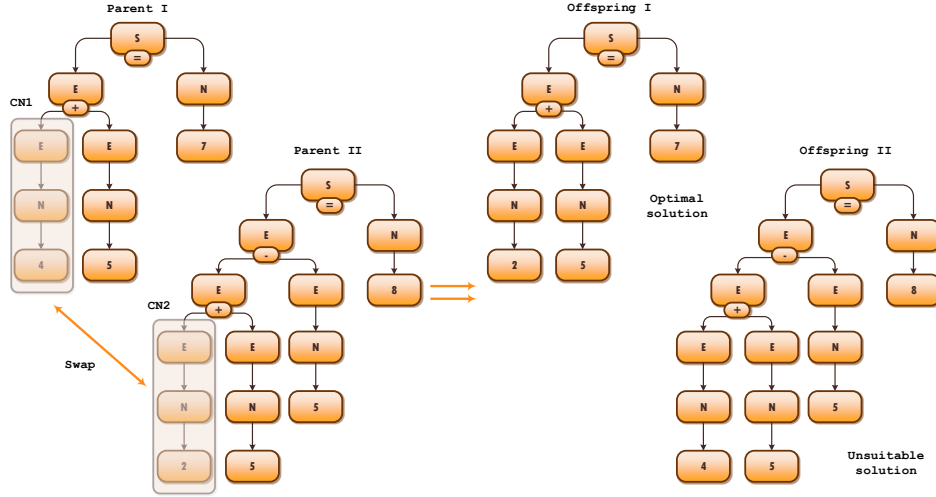 Parent I
S
=
E
N
+
CN1
E
E
7
N
N
4
5
Parent II
S
=
E
N
-
E
E
8
+
CN2
E
E
N
N
N
5
2
5
Swap
Offspring I
S
=
E
N
+
E
E
7
N
N
2
5
Optimal
solution
Offspring II
S
=
E
N
-
E
E
8
+
E
E
N
N
N
5
4
5
Unsuitable
solution